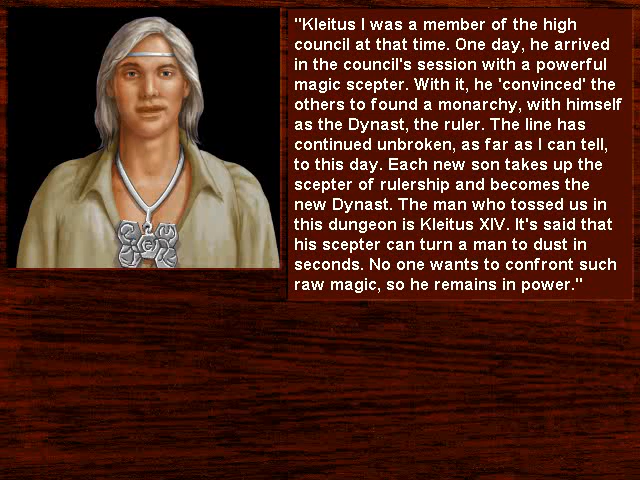 "Kleitus I was a member of the high
council at that time. One day, he arrived
in the council's session with a powerful
magic scepter. With it, he 'convinced' the
others to found a monarchy, with himself
as the Dynast, the ruler. The line has
continued unbroken, as far as I can tell,
to this day. Each new son takes up the
scepter of rulership and becomes the
new Dynast. The man who tossed us in
this dungeon is Kleitus XIV. It's said that
his scepter can turn a man to dust in
seconds. No one wants to confront such
raw magic, so he remains in power."